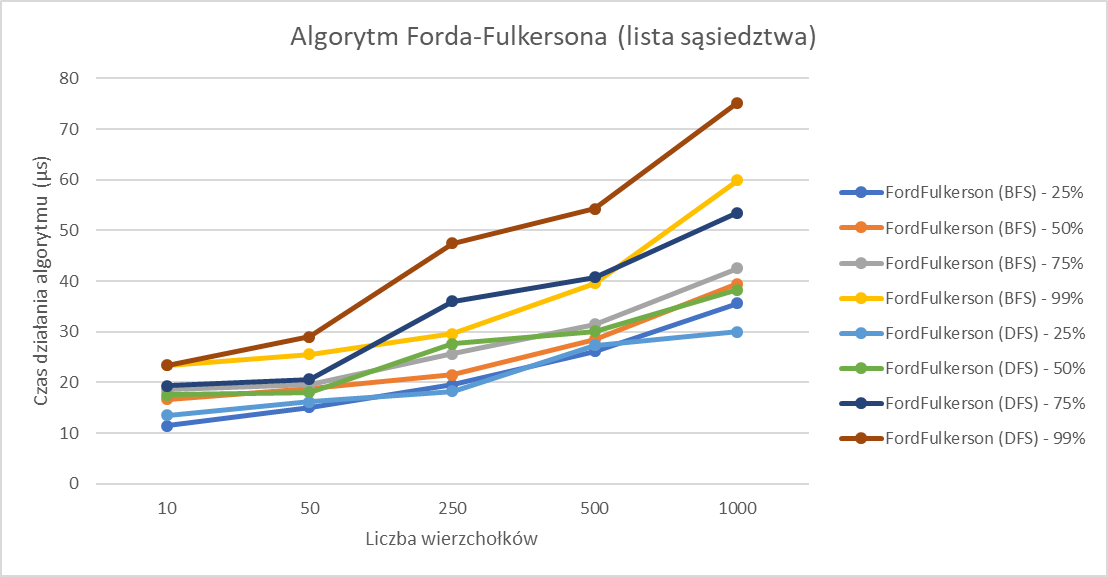 Algorytm Forda-Fulkersona (lista sąsiedztwa)
Czas działania algorytmu (µs)
80
70
60
50
40
30
20
10
0
10
50
250
500
1000
Liczba wierzchołków
FordFulkerson (BFS) - 25%
FordFulkerson (BFS) - 50%
FordFulkerson (BFS) - 75%
FordFulkerson (BFS) - 99%
FordFulkerson (DFS) - 25%
FordFulkerson (DFS) - 50%
FordFulkerson (DFS) - 75%
FordFulkerson (DFS) - 99%